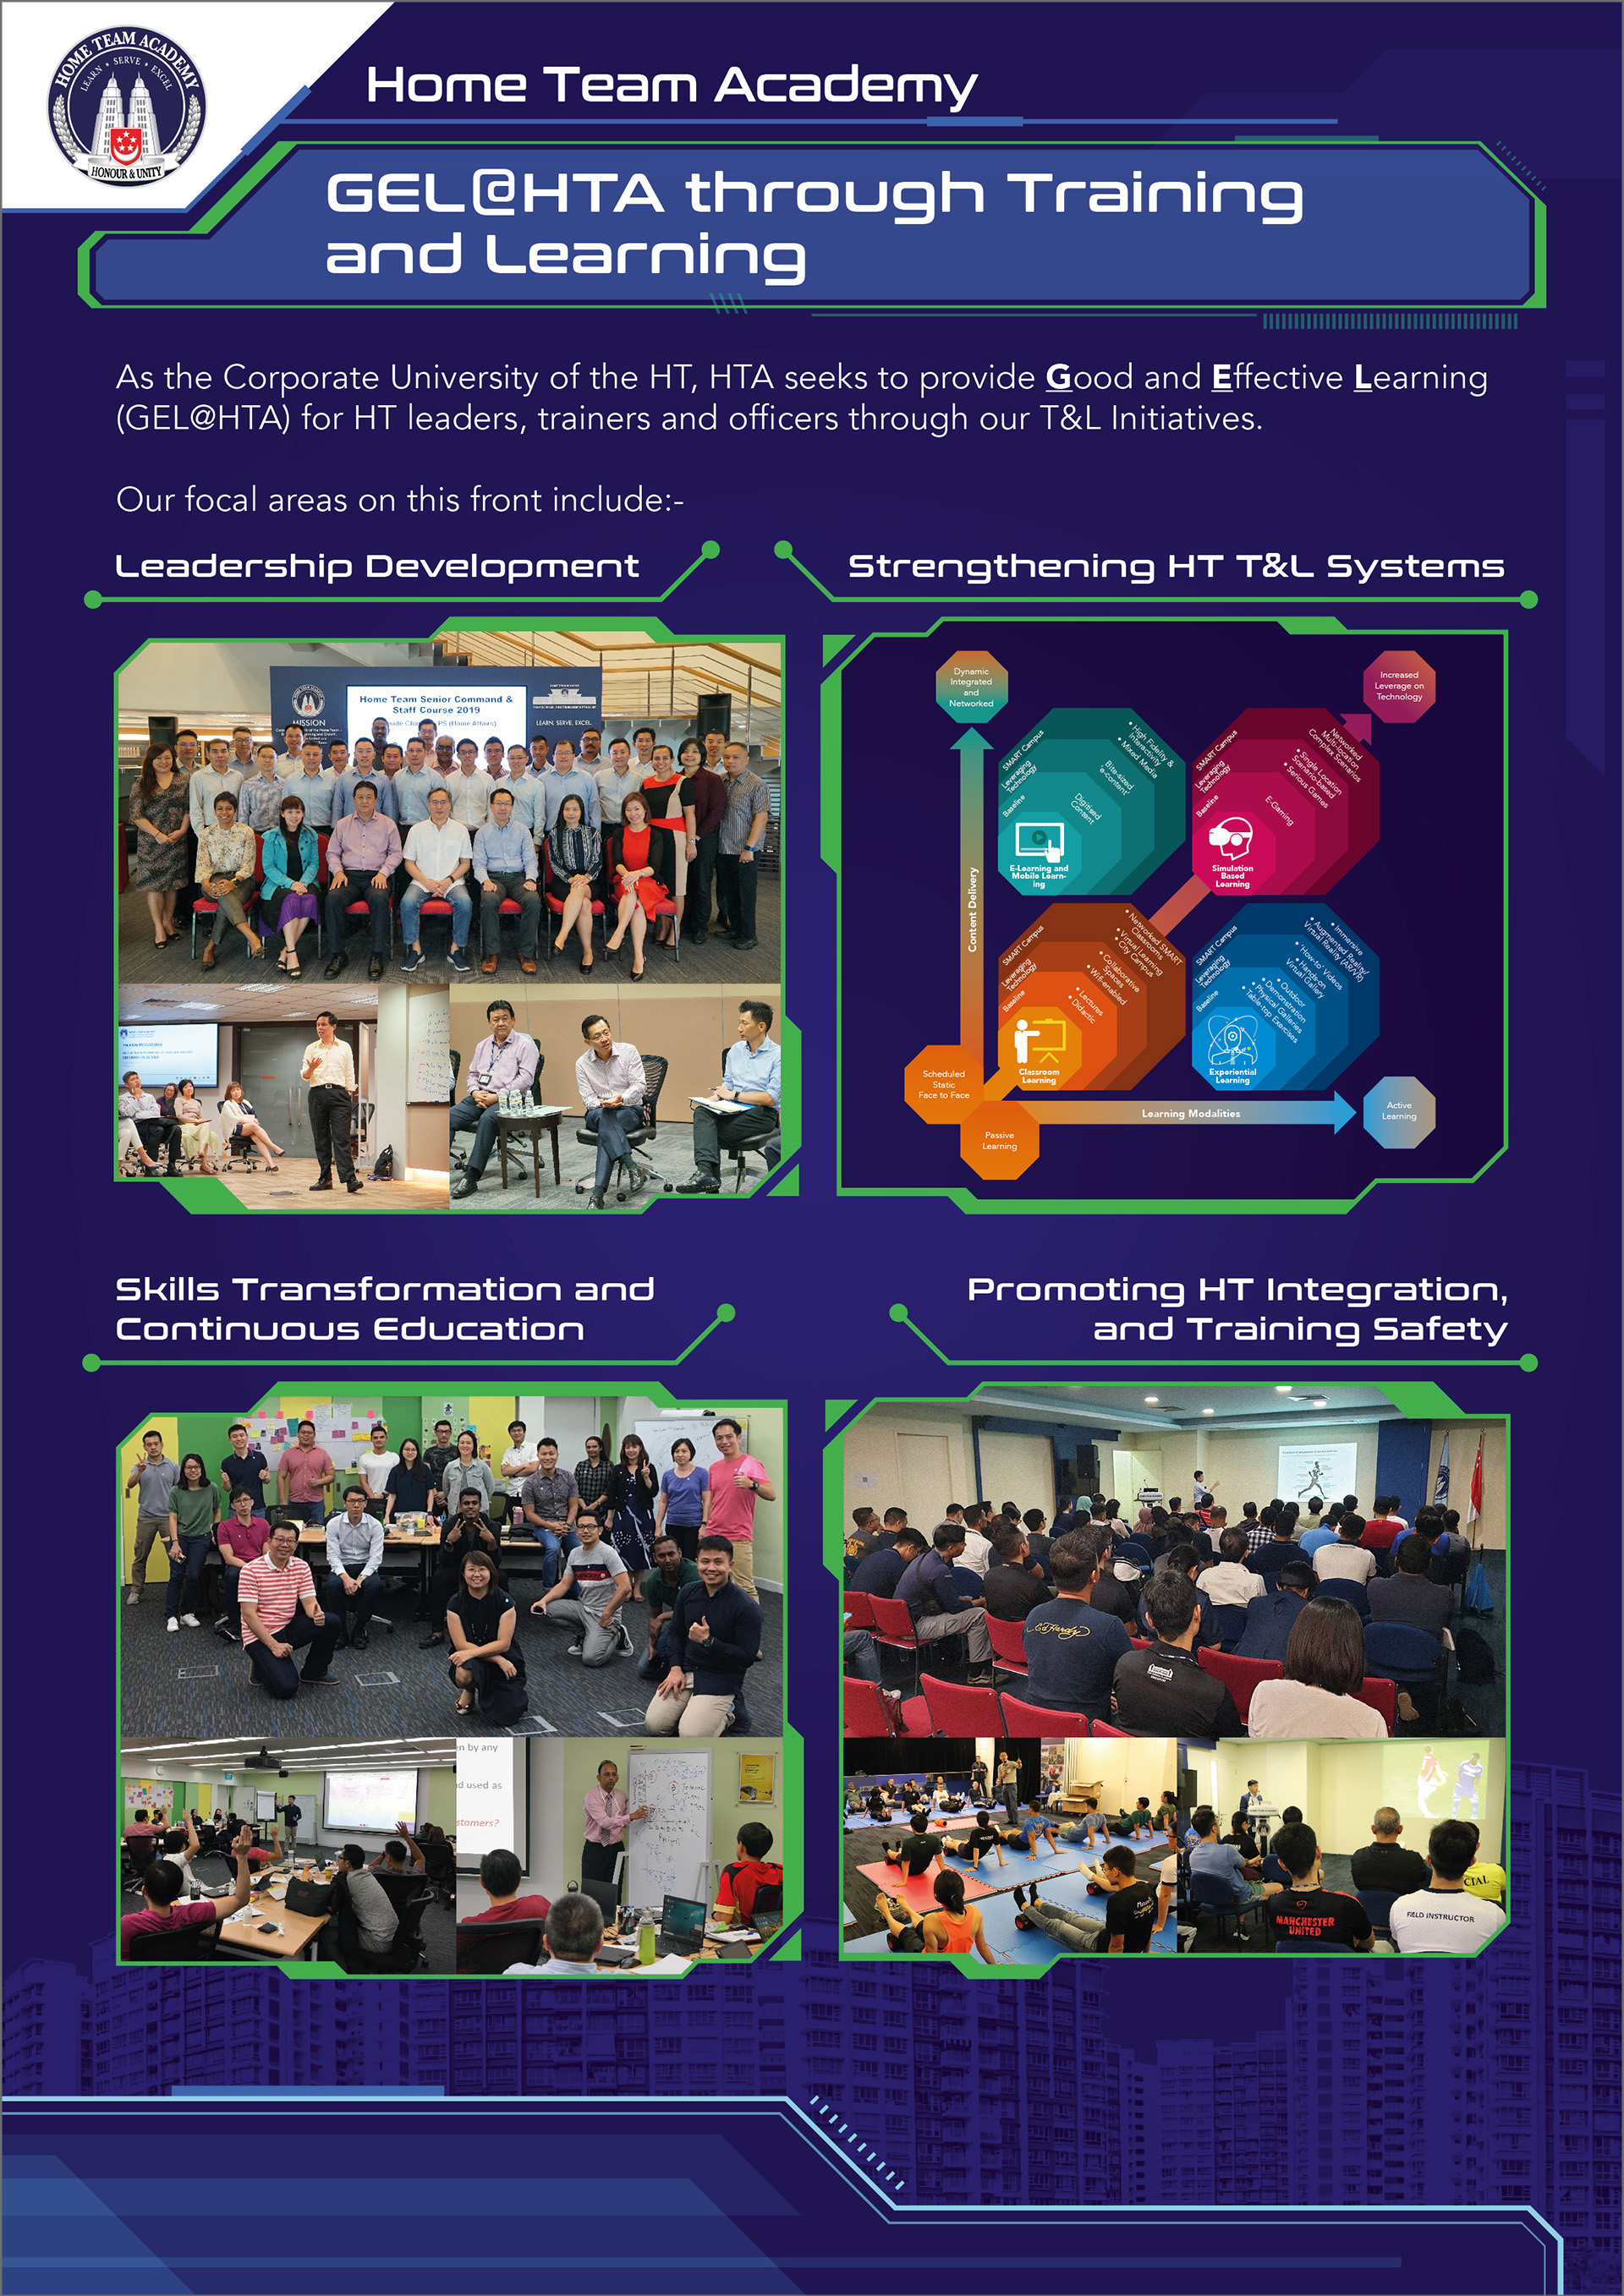 HOME TEAM ACADEMY
LEARN • SERVE • EXCEL
HONOUR & UNITY
Home Team Academy
GEL@HTA through Training
and Learning
As the Corporate University of the HT, HTA seeks to provide Good and Effective Learning
(GEL@HTA) for HT leaders, trainers and officers through our T&L Initiatives.
Our focal areas on this front include:-
Leadership Development
Home Team Senior Command &
Staff Course 2019
MISSION
LEARN. SERVE. EXCEL.
Strengthening HT T&L Systems
Dynamic
Integrated
and
Networked
Increased
Leverage on
Technology
Content Delivery
SMART Campus
Leveraging
Technology
Baseline
• High Fidelity &
Interactivity
• Mixed Media
Bite-sized
"e-content"
Digitised
Content
E-Learning and
Mobile Learn-
ing
SMART Campus
Leveraging
Technology
Baseline
Networked
Multi-location
Complex Scenarios
• Single Location
Scenario-based
• Serious Games
E-Gaming
Simulation
Based
Learning
SMART Campus
Leveraging
Technology
Baseline
• Networked SMART
Classrooms
• Virtual Learning
City Campus
• Collaborative
Spaces
• Wifi-enabled
• Lectures
• Didactic
Classroom
Learning
SMART Campus
Leveraging
Technology
Baseline
• Immersive
• Augmented Reality/
Virtual Reality (AR/VR)
• 'How-to' Videos
• Hands-on
Virtual Gallery
• Outdoor
• Demonstration
• Physical Galleries
• Table-top Exercises
Experiential
Learning
Scheduled
Static
Face to Face
Passive
Learning
Learning Modalities
Active
Learning
Skills Transformation and
Continuous Education
en by any
d used as
stomers?
Promoting HT Integration,
and Training Safety
Ed Hardy
MANCHESTER
UNITED
FIELD INSTRUCTOR
CIAL